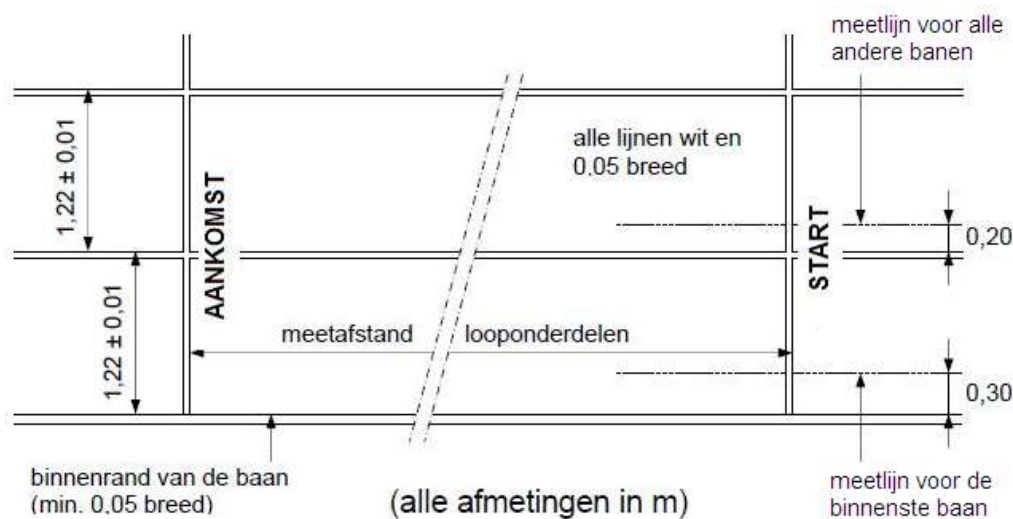 meetlijn voor alle
andere banen
1,22 ± 0,01
alle lijnen wit en
0,05 breed
AANKOMST
START
0,20
1,22 ± 0,01
meetafstand looponderdelen
0,30
binnenrand van de baan
(min. 0,05 breed)
(alle afmetingen in m)
meetlijn voor de
binnenste baan